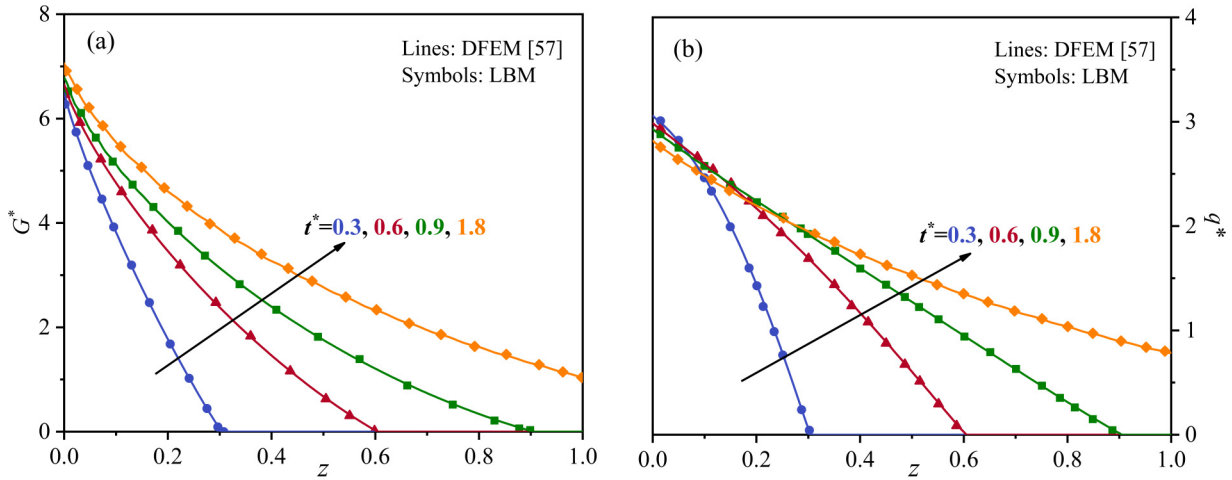 (a)
Lines: DFEM [57]
Symbols: LBM
t*=0.3, 0.6, 0.9, 1.8
G*
8
6
4
2
0
0.0 0.2 0.4 0.6 0.8 1.0
z
(b)
Lines: DFEM [57]
Symbols: LBM
t*=0.3, 0.6, 0.9, 1.8
q*
4
3
2
1
0
0.0 0.2 0.4 0.6 0.8 1.0
z